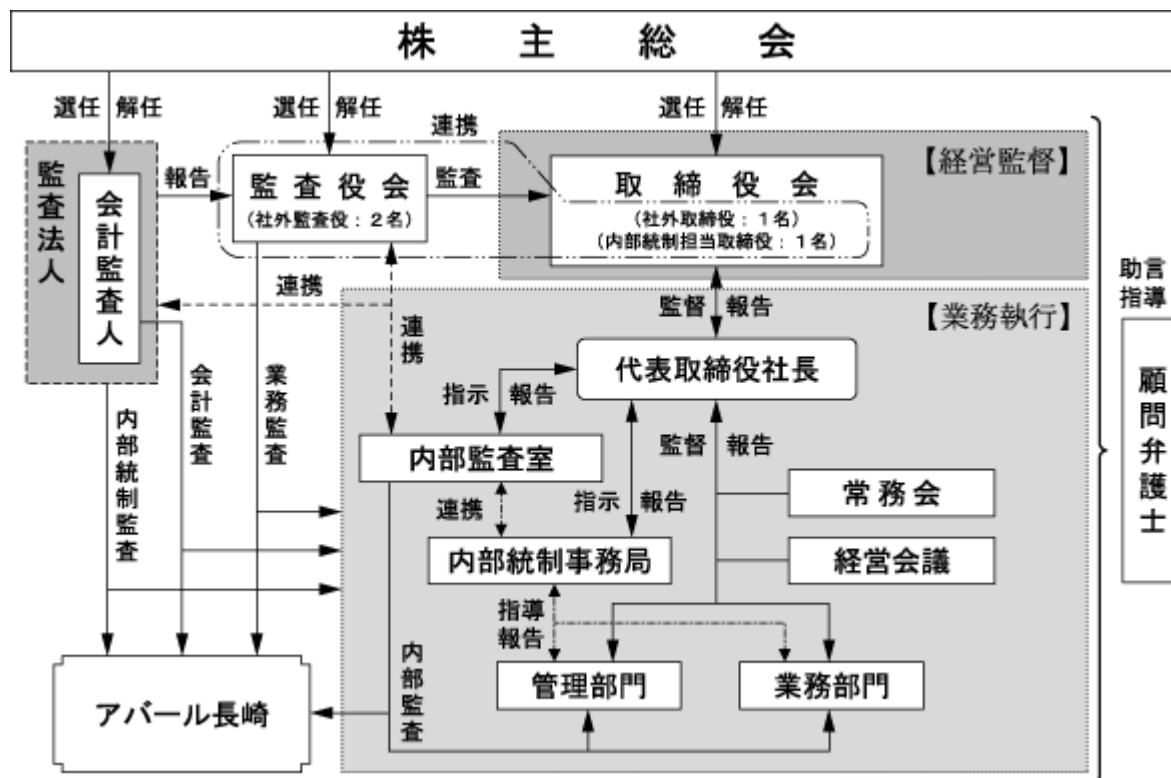 株主総会
選任 解任
選任 解任
選任 解任
連携
【経営監督】
監査法人
会計監査人
報告
監査役会
(社外監査役：２名)
監査
取締役会
(社外取締役：１名)
(内部統制担当取締役：１名)
連携
連携
監督 報告
【業務執行】
助言
指導
顧問弁護士
代表取締役社長
指示 報告
内部監査室
監督 報告
常務会
連携
指示 報告
内部統制事務局
経営会議
内部統制監査
会計監査
業務監査
指導
報告
管理部門
業務部門
内部監査
アバール長崎